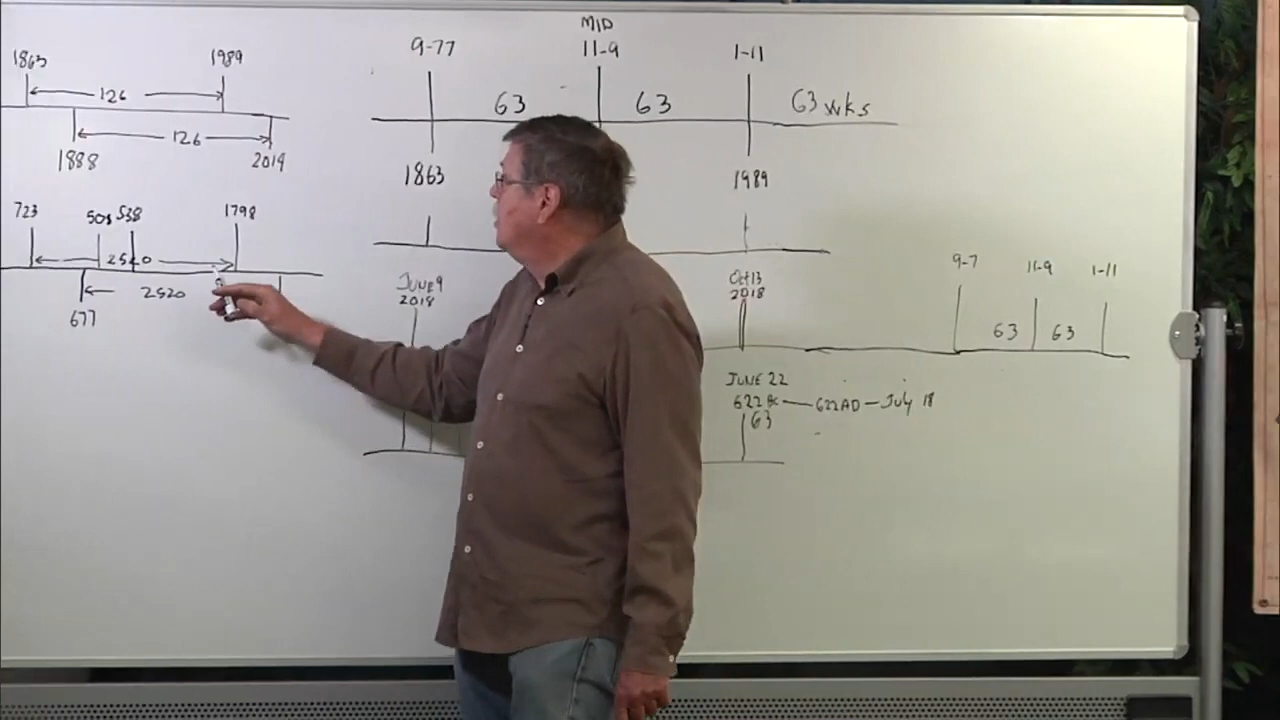 1863 1989
126
126
1888 2019
723 508 538 1798
2520
2520
677
MID
9-77 11-9 1-11
63 63 63 wks
1863 1989
June 9
2018
Oct 13
2018
9-7 11-9 1-11
63 63
JUNE 22
622 BC — 622 AD — July 18
63